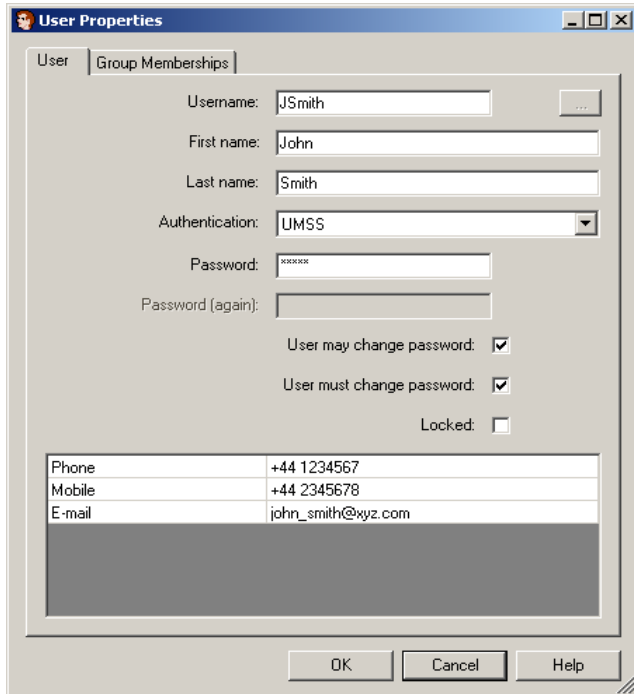 User Properties
User Group Memberships
Username: JSmith ...
First name: John
Last name: Smith
Authentication: UMSS
Password: xxxxx
Password (again):
User may change password:
User must change password:
Locked:
Phone +44 1234567
Mobile +44 2345678
E-mail john_smith@xyz.com
OK Cancel Help